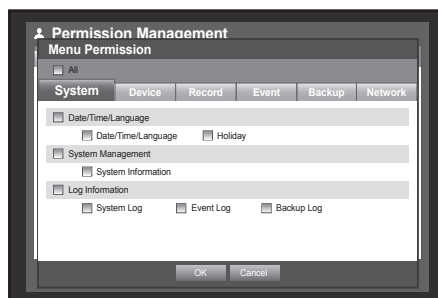 Permission Management
Menu Permission
All
System Device Record Event Backup Network
Date/Time/Language
Date/Time/Language Holiday
System Management
System Information
Log Information
System Log Event Log Backup Log
OK Cancel